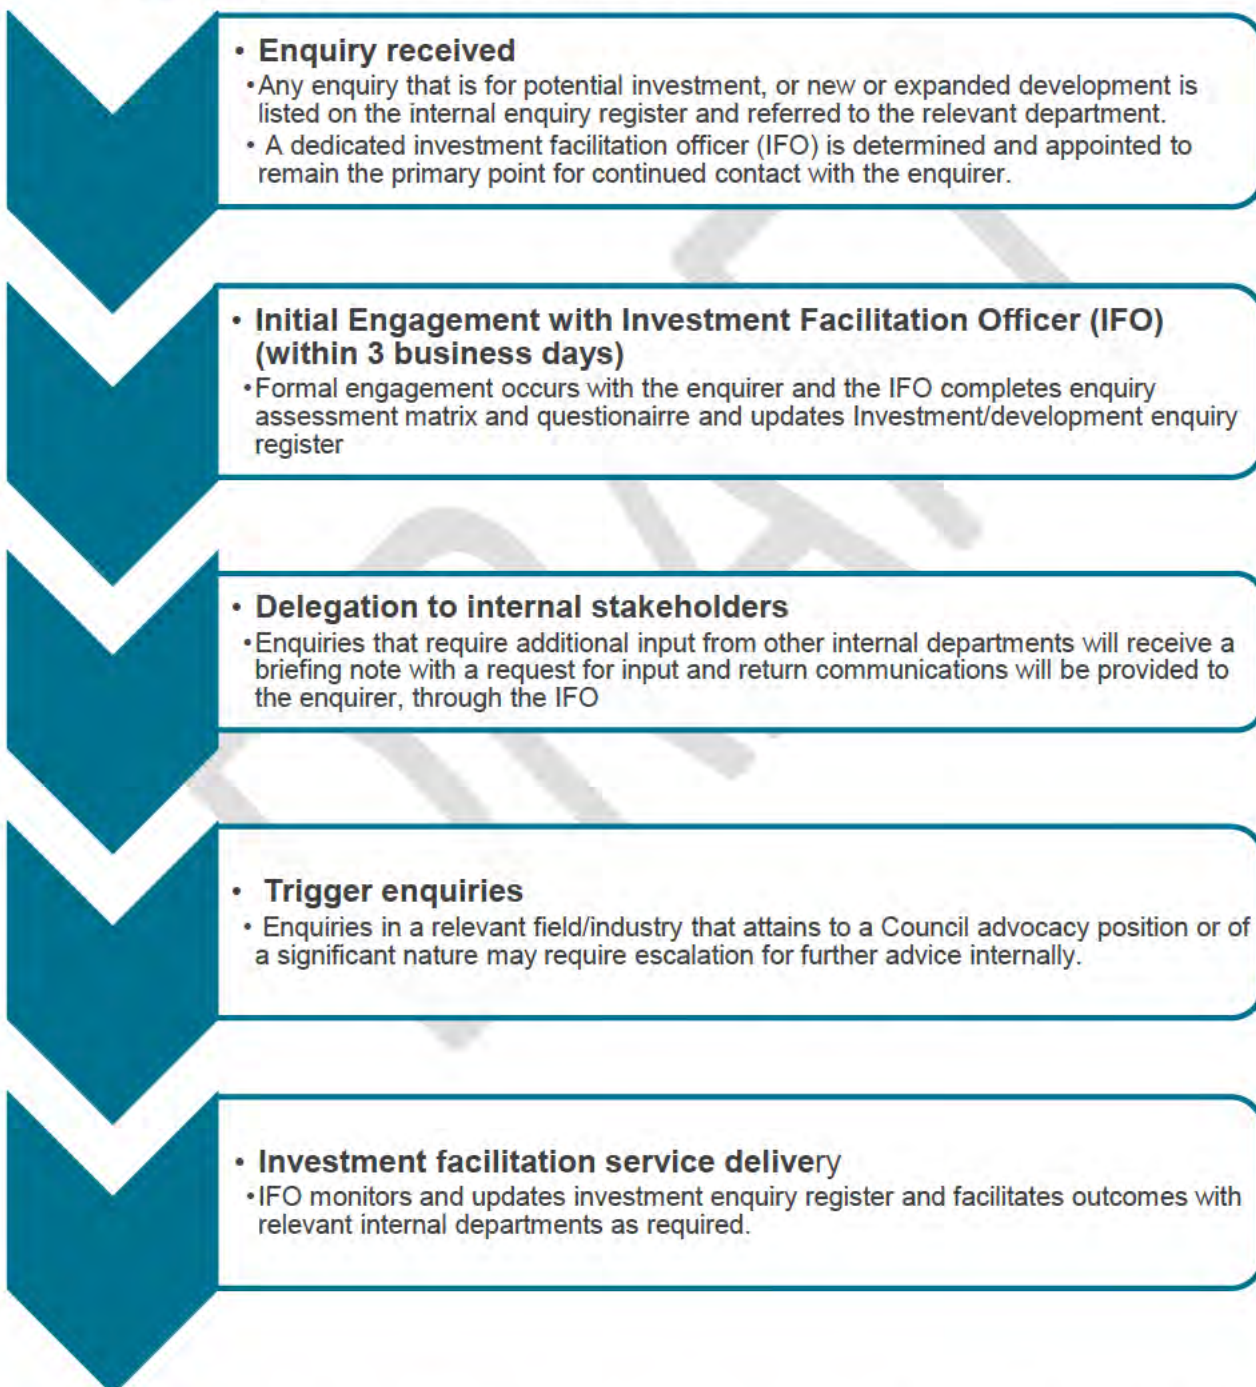 • Enquiry received
•Any enquiry that is for potential investment, or new or expanded development is
listed on the internal enquiry register and referred to the relevant department.
• A dedicated investment facilitation officer (IFO) is determined and appointed to
remain the primary point for continued contact with the enquirer.
• Initial Engagement with Investment Facilitation Officer (IFO)
(within 3 business days)
•Formal engagement occurs with the enquirer and the IFO completes enquiry
assessment matrix and questionairre and updates Investment/development enquiry
register
• Delegation to internal stakeholders
•Enquiries that require additional input from other internal departments will receive a
briefing note with a request for input and return communications will be provided to
the enquirer, through the IFO
• Trigger enquiries
• Enquiries in a relevant field/industry that attains to a Council advocacy position or of
a significant nature may require escalation for further advice internally.
• Investment facilitation service delivery
•IFO monitors and updates investment enquiry register and facilitates outcomes with
relevant internal departments as required.